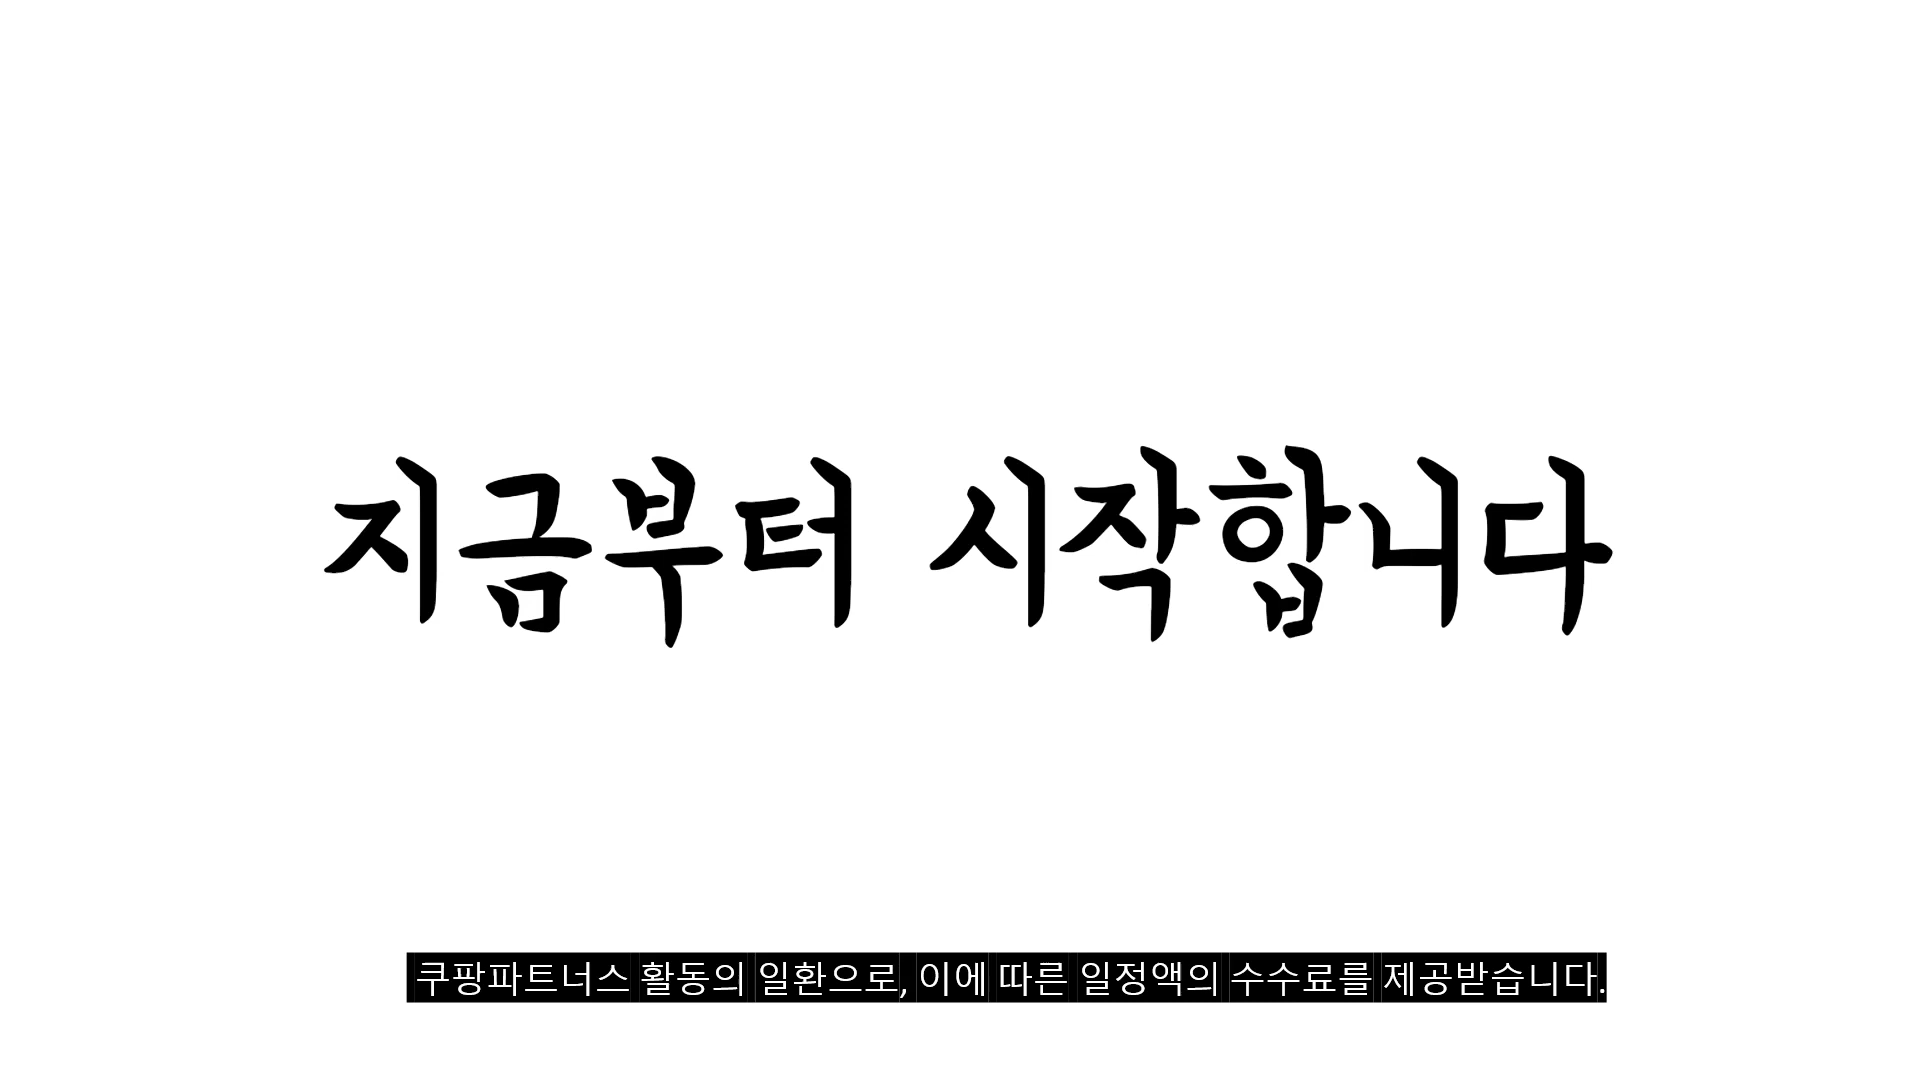 지금부터 시작합니다
쿠팡파트너스 활동의 일환으로, 이에 따른 일정액의 수수료를 제공받습니다.